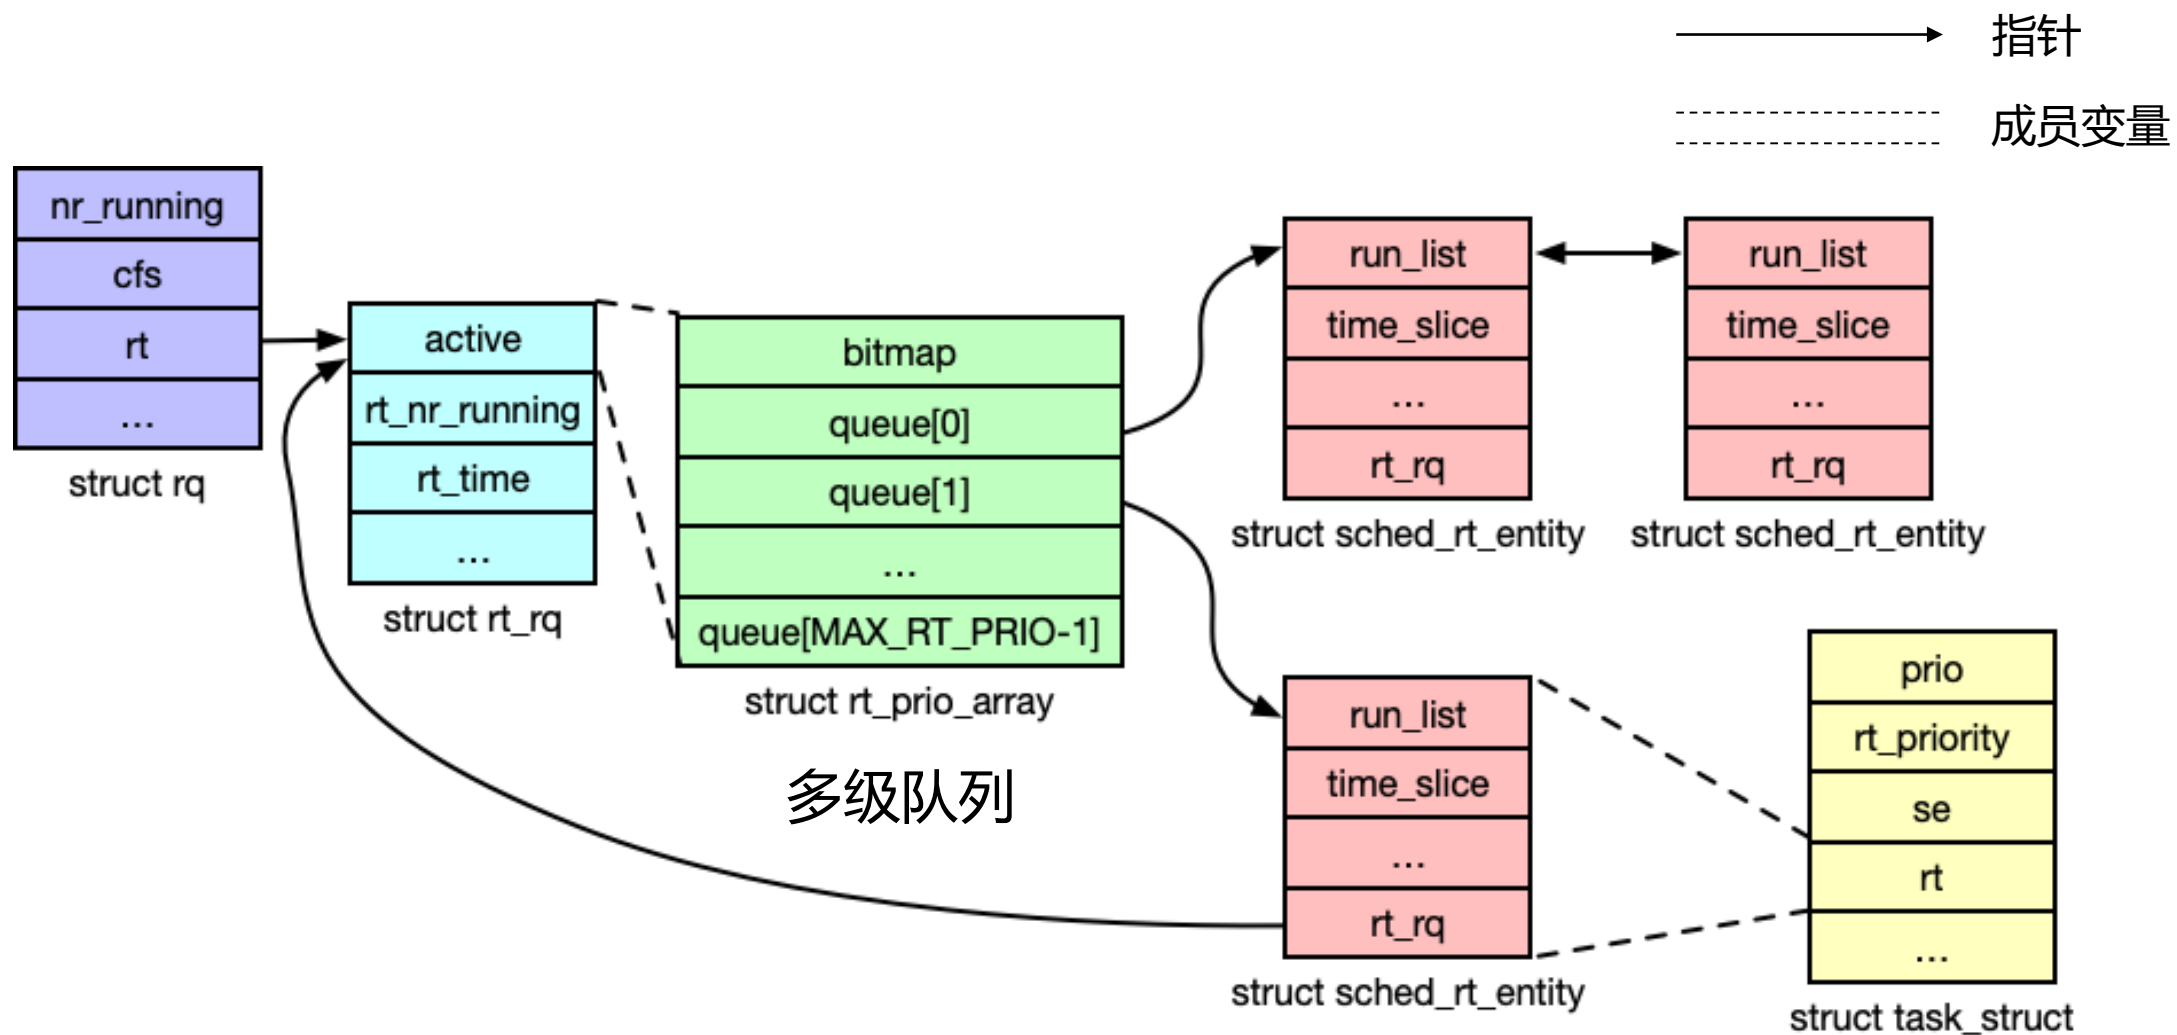 指针
成员变量
nr_running
cfs
rt
...
struct rq
active
rt_nr_running
rt_time
...
struct rt_rq
bitmap
queue[0]
queue[1]
...
queue[MAX_RT_PRIO-1]
struct rt_prio_array
多级队列
run_list
time_slice
...
rt_rq
struct sched_rt_entity
run_list
time_slice
...
rt_rq
struct sched_rt_entity
run_list
time_slice
...
rt_rq
struct sched_rt_entity
prio
rt_priority
se
rt
...
struct task_struct